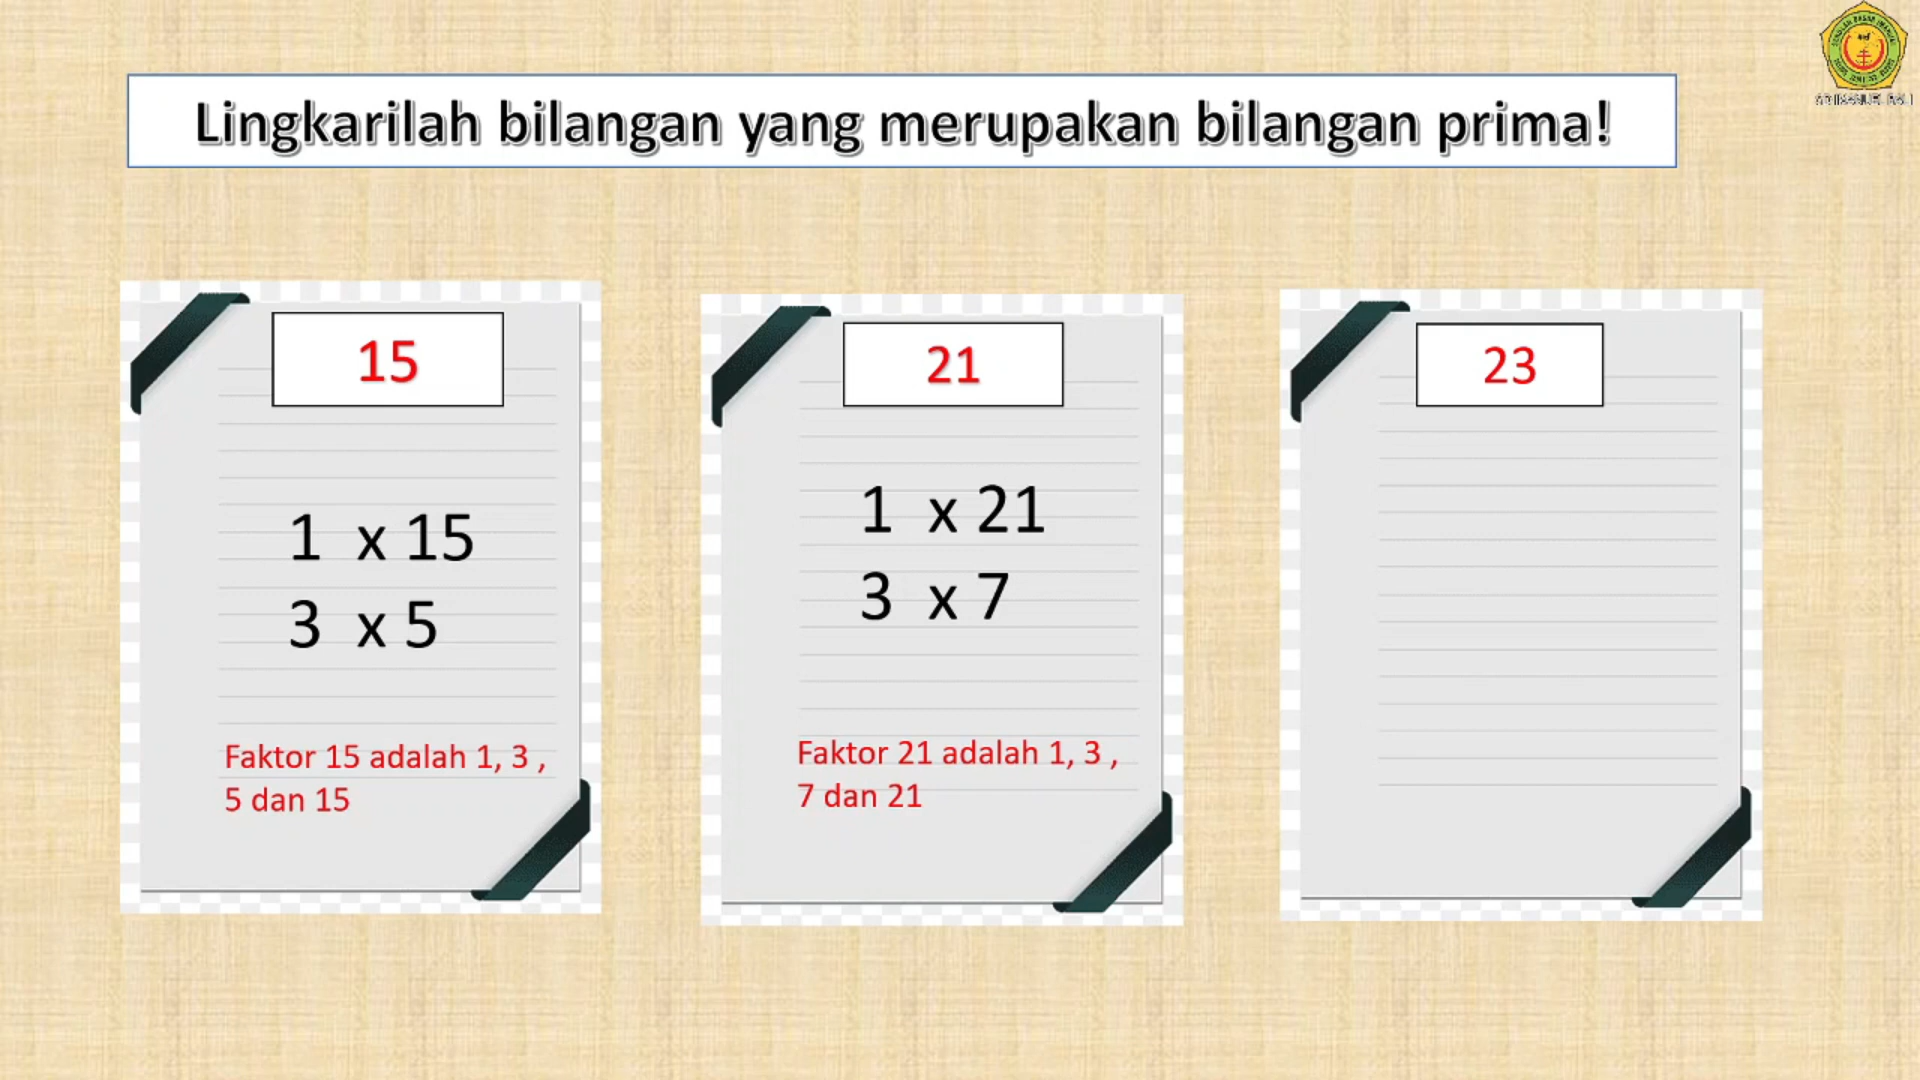 Lingkarilah bilangan yang merupakan bilangan prima!
15
1 x 15
3 x 5
Faktor 15 adalah 1, 3 ,
5 dan 15
21
1 x 21
3 x 7
Faktor 21 adalah 1, 3 ,
7 dan 21
23